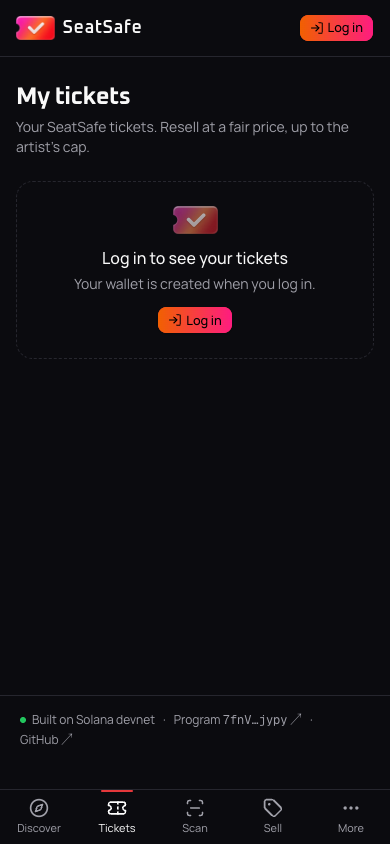 SeatSafe
Log in
My tickets
Your SeatSafe tickets. Resell at a fair price, up to the
artist's cap.
Log in to see your tickets
Your wallet is created when you log in.
Log in
Built on Solana devnet · Program 7fnV…jypy ↗ ·
GitHub ↗
Discover Tickets Scan Sell More